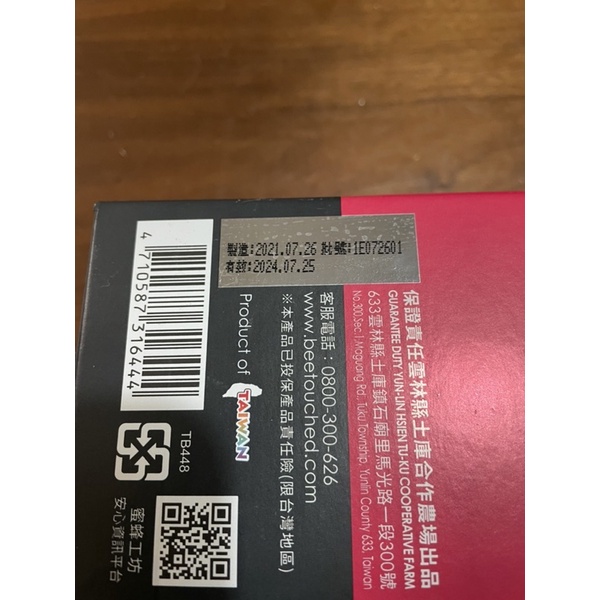 製造:2021.07.26 批號:1E072601
有效:2024.07.25
保證責任雲林縣土庫合作農場出品
GUARANTEE DUTY YUN-LIN HSIEN TU-KU COOPERATIVE FARM
633雲林縣土庫鎮石廟里馬光路一段300號
No.300,Sec.1 Maguang Rd., Tuku Township, Yunlin County 633, Taiwan
客服電話：0800-300-626
www.beetouched.com
※本產品已投保產品責任險(限台灣地區)
Product of TAIWAN
4 710587 316444
TB448
蜜蜂工坊
安心資訊平台